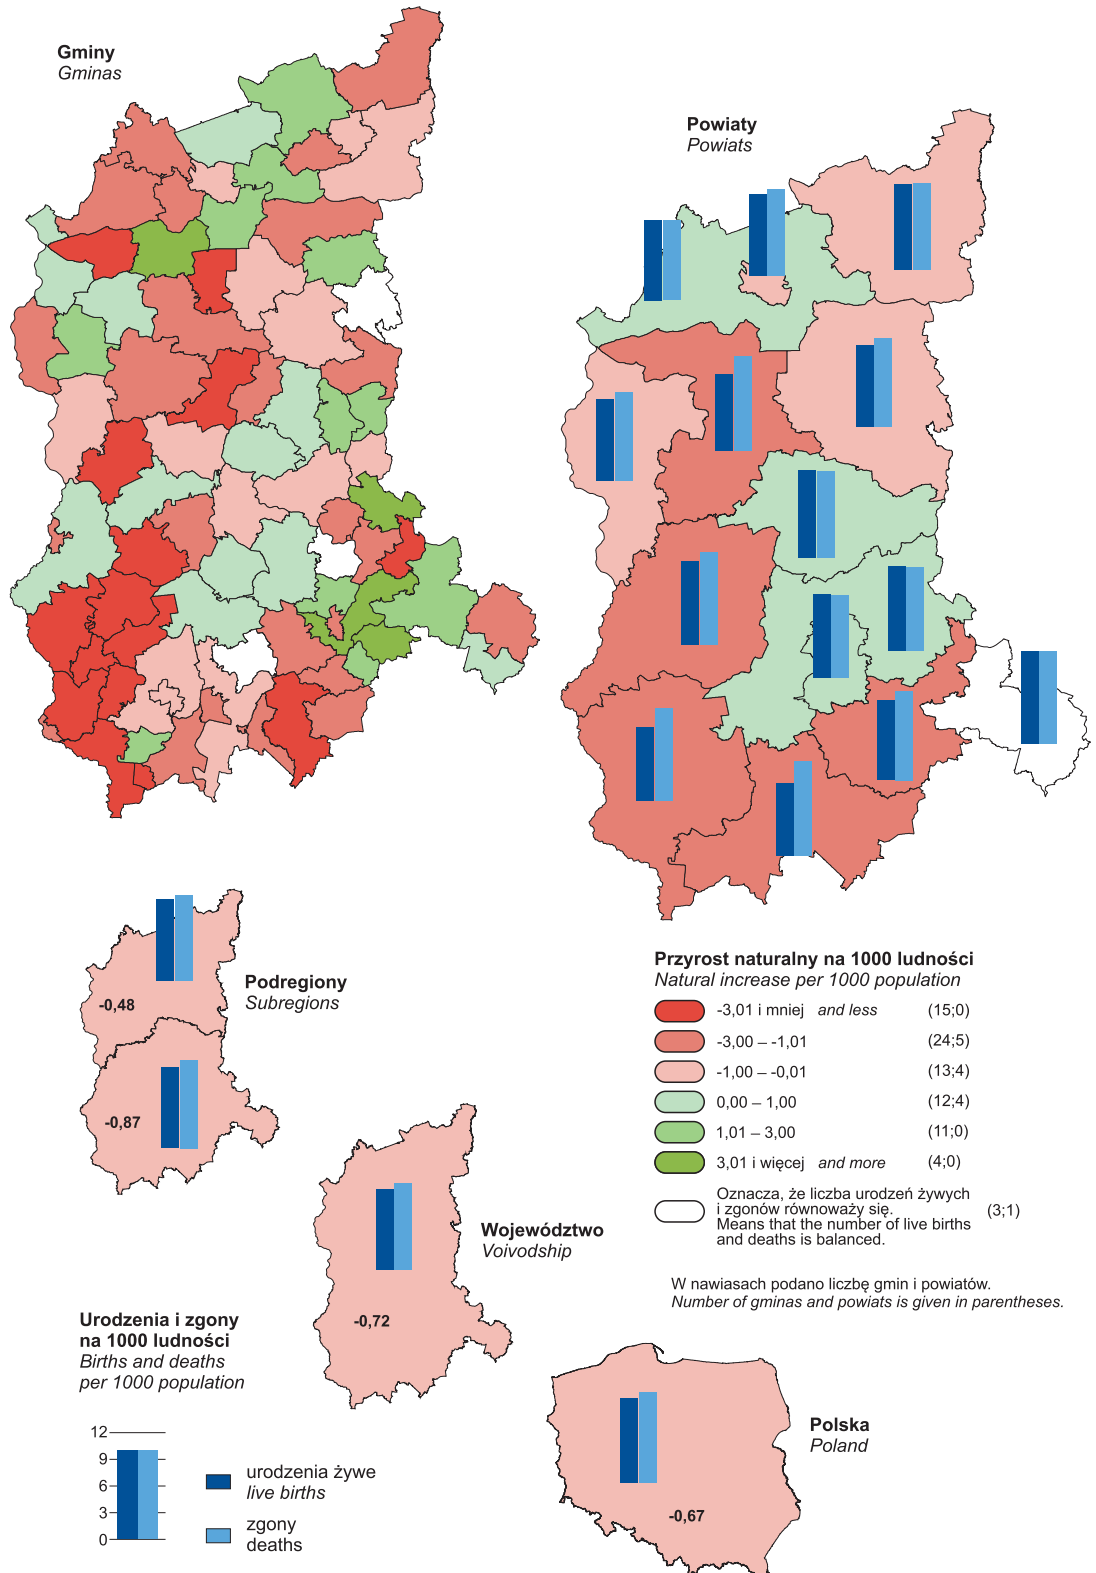 Gminy
Gminas
Powiaty
Powiats
Podregiony
Subregions
-0,48
-0,87
Województwo
Voivodship
-0,72
Przyrost naturalny na 1000 ludności
Natural increase per 1000 population
-3,01 i mniej and less (15;0)
-3,00 – -1,01 (24;5)
-1,00 – -0,01 (13;4)
0,00 – 1,00 (12;4)
1,01 – 3,00 (11;0)
3,01 i więcej and more (4;0)
Oznacza, że liczba urodzeń żywych
i zgonów równoważy się. (3;1)
Means that the number of live births
and deaths is balanced.
W nawiasach podano liczbę gmin i powiatów.
Number of gminas and powiats is given in parentheses.
Urodzenia i zgony
na 1000 ludności
Births and deaths
per 1000 population
12
9
6
3
0
urodzenia żywe
live births
zgony
deaths
Polska
Poland
-0,67